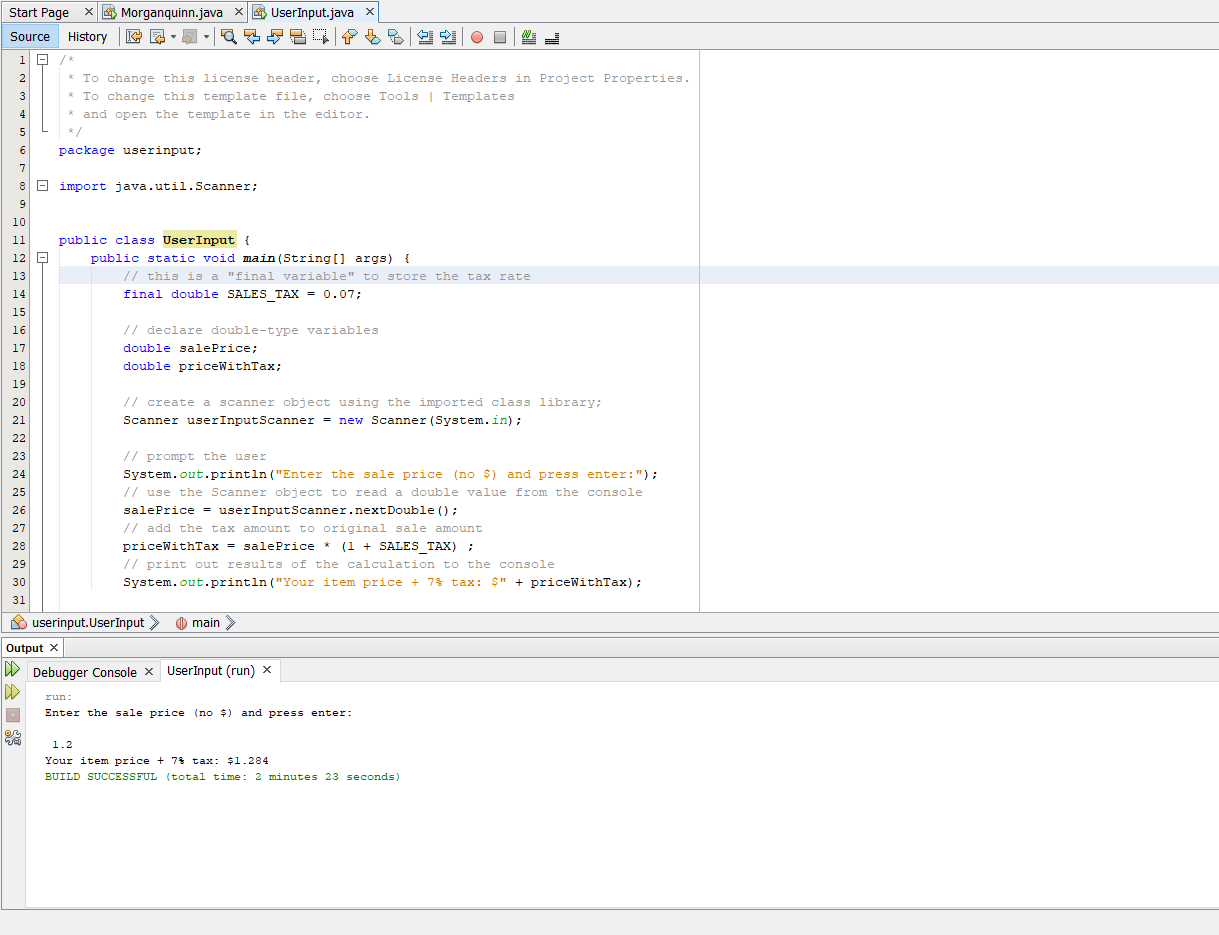 Start Page Morganquinn.java UserInput.java
Source History
1 /*
2  * To change this license header, choose License Headers in Project Properties.
3  * To change this template file, choose Tools | Templates
4  * and open the template in the editor.
5  */
6 package userinput;
7
8 import java.util.Scanner;
9
10
11 public class UserInput {
12     public static void main(String[] args) {
13         // this is a "final variable" to store the tax rate
14         final double SALES_TAX = 0.07;
15
16         // declare double-type variables
17         double salePrice;
18         double priceWithTax;
19
20         // create a scanner object using the imported class library;
21         Scanner userInputScanner = new Scanner(System.in);
22
23         // prompt the user
24         System.out.println("Enter the sale price (no $) and press enter:");
25         // use the Scanner object to read a double value from the console
26         salePrice = userInputScanner.nextDouble();
27         // add the tax amount to original sale amount
28         priceWithTax = salePrice * (1 + SALES_TAX) ;
29         // print out results of the calculation to the console
30         System.out.println("Your item price + 7% tax: $" + priceWithTax);
31
userinput.UserInput main
Output
Debugger Console UserInput (run)
run:
Enter the sale price (no $) and press enter:
1.2
Your item price + 7% tax: $1.284
BUILD SUCCESSFUL (total time: 2 minutes 23 seconds)